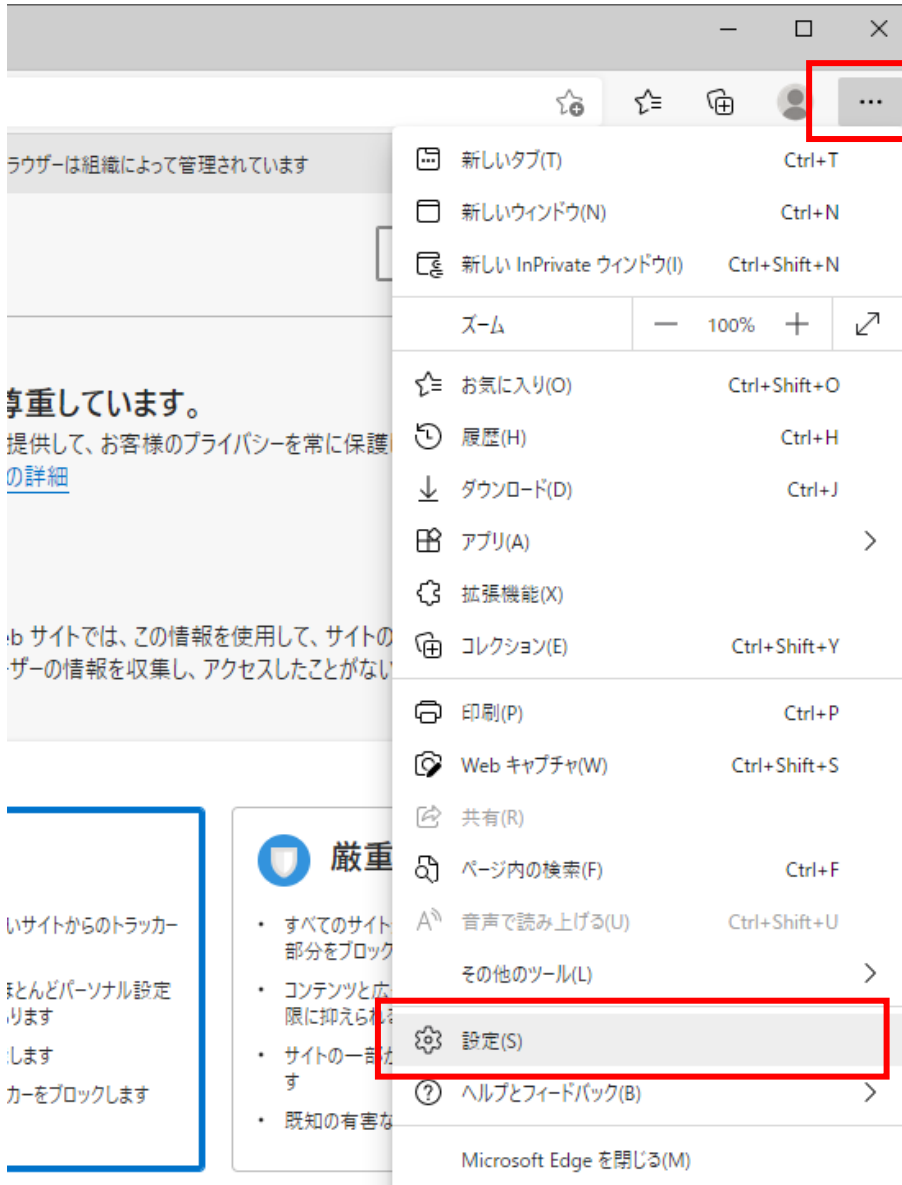 ラウザーは組織によって管理されています
尊重しています。
提供して、お客様のプライバシーを常に保護
の詳細
eb サイトでは、この情報を使用して、サイトの
ーザーの情報を収集し、アクセスしたことがない
いサイトからのトラッカー
ほとんどパーソナル設定
ります
します
カーをブロックします
厳重
• すべてのサイト
部分をブロック
• コンテンツと広
限に抑えられ
• サイトの一部が
す
• 既知の有害な
新しいタブ(T) Ctrl+T
新しいウィンドウ(N) Ctrl+N
新しい InPrivate ウィンドウ(I) Ctrl+Shift+N
ズーム — 100% +
お気に入り(O) Ctrl+Shift+O
履歴(H) Ctrl+H
ダウンロード(D) Ctrl+J
アプリ(A)
拡張機能(X)
コレクション(E) Ctrl+Shift+Y
印刷(P) Ctrl+P
Web キャプチャ(W) Ctrl+Shift+S
共有(R)
ページ内の検索(F) Ctrl+F
音声で読み上げる(U) Ctrl+Shift+U
その他のツール(L)
設定(S)
ヘルプとフィードバック(B)
Microsoft Edge を閉じる(M)